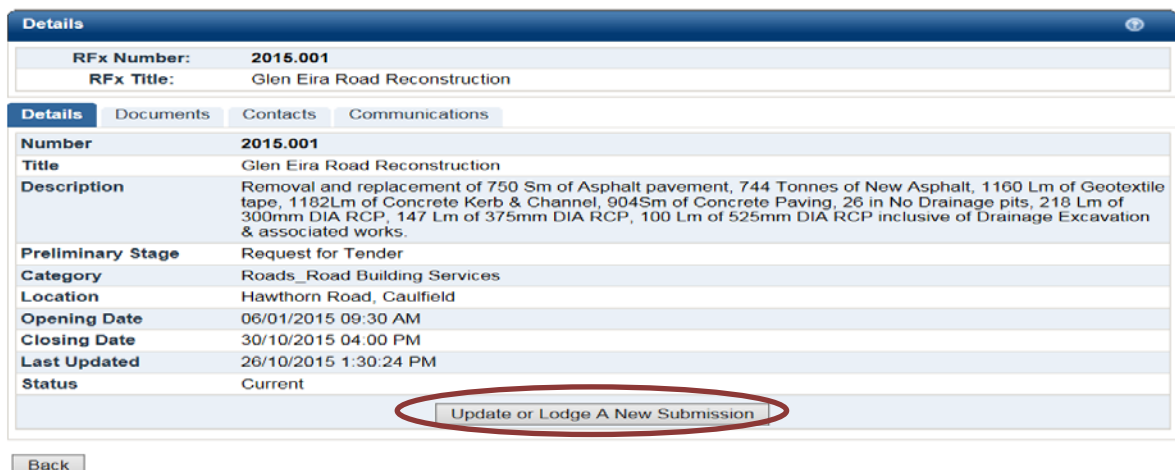 Details
RFx Number: 2015.001
RFx Title: Glen Eira Road Reconstruction
Details Documents Contacts Communications
Number 2015.001
Title Glen Eira Road Reconstruction
Description Removal and replacement of 750 Sm of Asphalt pavement, 744 Tonnes of New Asphalt, 1160 Lm of Geotextile
tape, 1182Lm of Concrete Kerb & Channel, 904Sm of Concrete Paving, 26 in No Drainage pits, 218 Lm of
300mm DIA RCP, 147 Lm of 375mm DIA RCP, 100 Lm of 525mm DIA RCP inclusive of Drainage Excavation
& associated works.
Preliminary Stage Request for Tender
Category Roads_Road Building Services
Location Hawthorn Road, Caulfield
Opening Date 06/01/2015 09:30 AM
Closing Date 30/10/2015 04:00 PM
Last Updated 26/10/2015 1:30:24 PM
Status Current
Update or Lodge A New Submission
Back